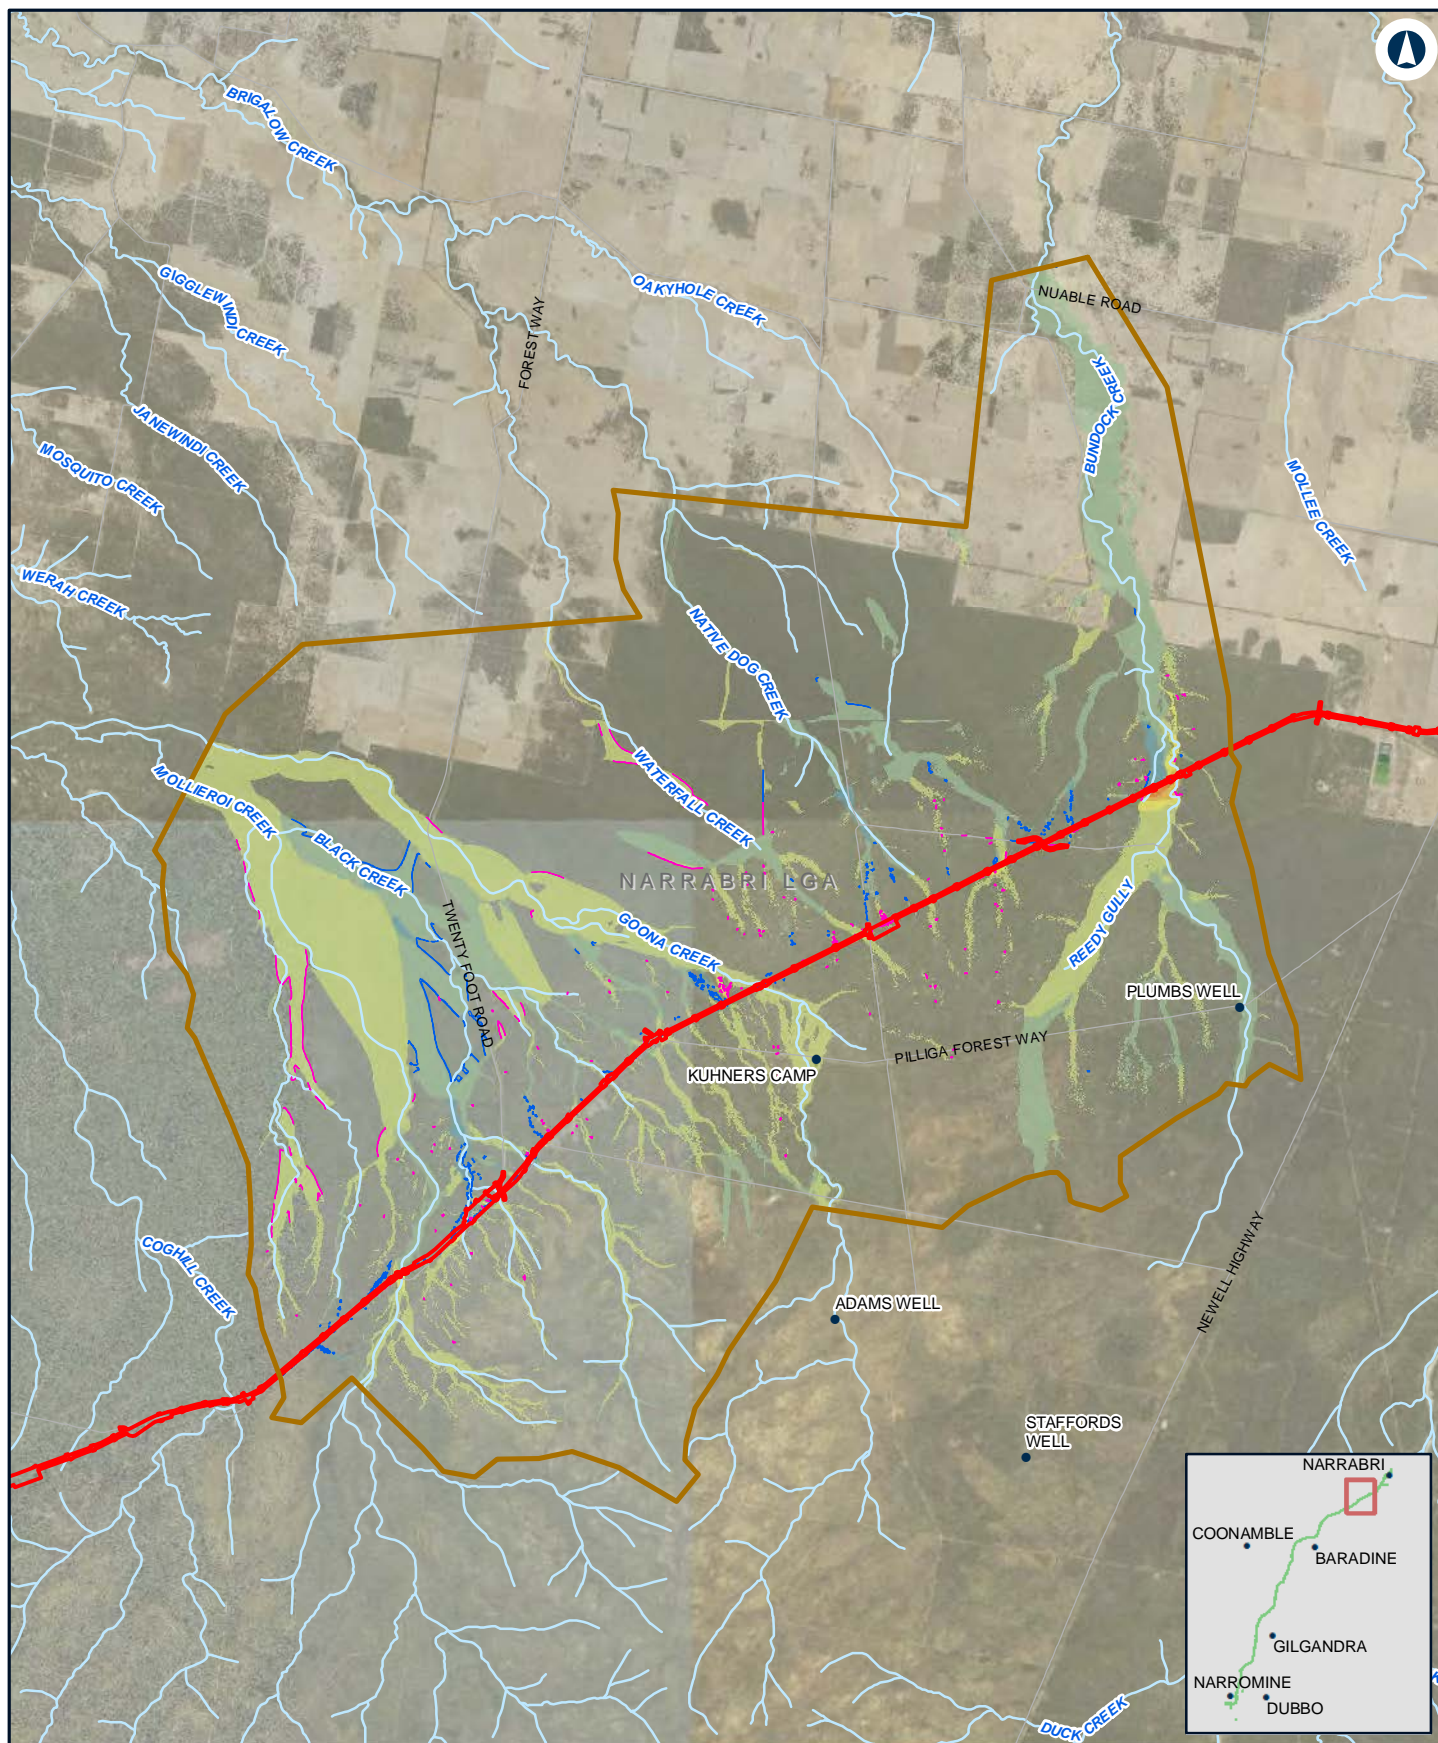 BRIGALOW CREEK
GIGGLEWINDI CREEK
OAKYHOLE CREEK
NUABLE ROAD
FOREST WAY
BUNDOCK CREEK
JANEWINDI CREEK
MOSQUITO CREEK
MOLLEE CREEK
WERAH CREEK
NATIVE DOG CREEK
MOLLIEROI CREEK
WATERFALL CREEK
BLACK CREEK
NARRABRI LGA
TWENTY FOOT ROAD
GOONA CREEK
REEDY GULLY
PLUMBS WELL
PILLIGA FOREST WAY
KUHNERS CAMP
COGHILL CREEK
NEWELL HIGHWAY
ADAMS WELL
STAFFORDS
WELL
DUCK CREEK
NARRABRI
COONAMBLE
BARADINE
GILGANDRA
NARROMINE
DUBBO